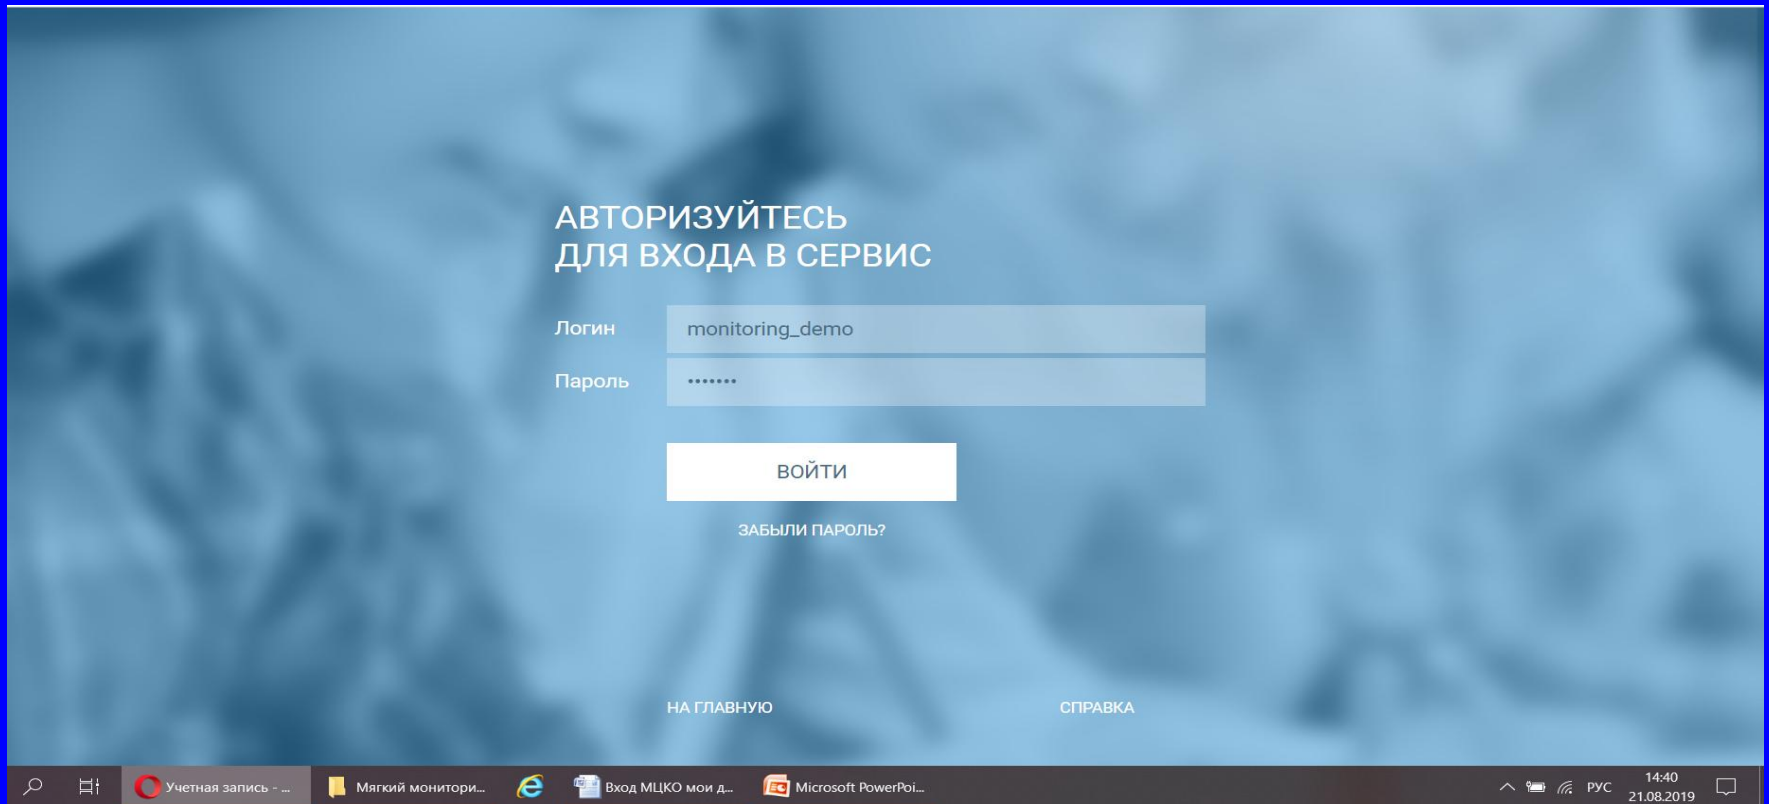 АВТОРИЗУЙТЕСЬ
ДЛЯ ВХОДА В СЕРВИС
Логин monitoring_demo
Пароль •••••••
ВОЙТИ
ЗАБЫЛИ ПАРОЛЬ?
НА ГЛАВНУЮ СПРАВКА
Учетная запись - ... Мягкий монитори... Вход МЦКО мои д... Microsoft PowerPoi... РУС 14:40
21.08.2019